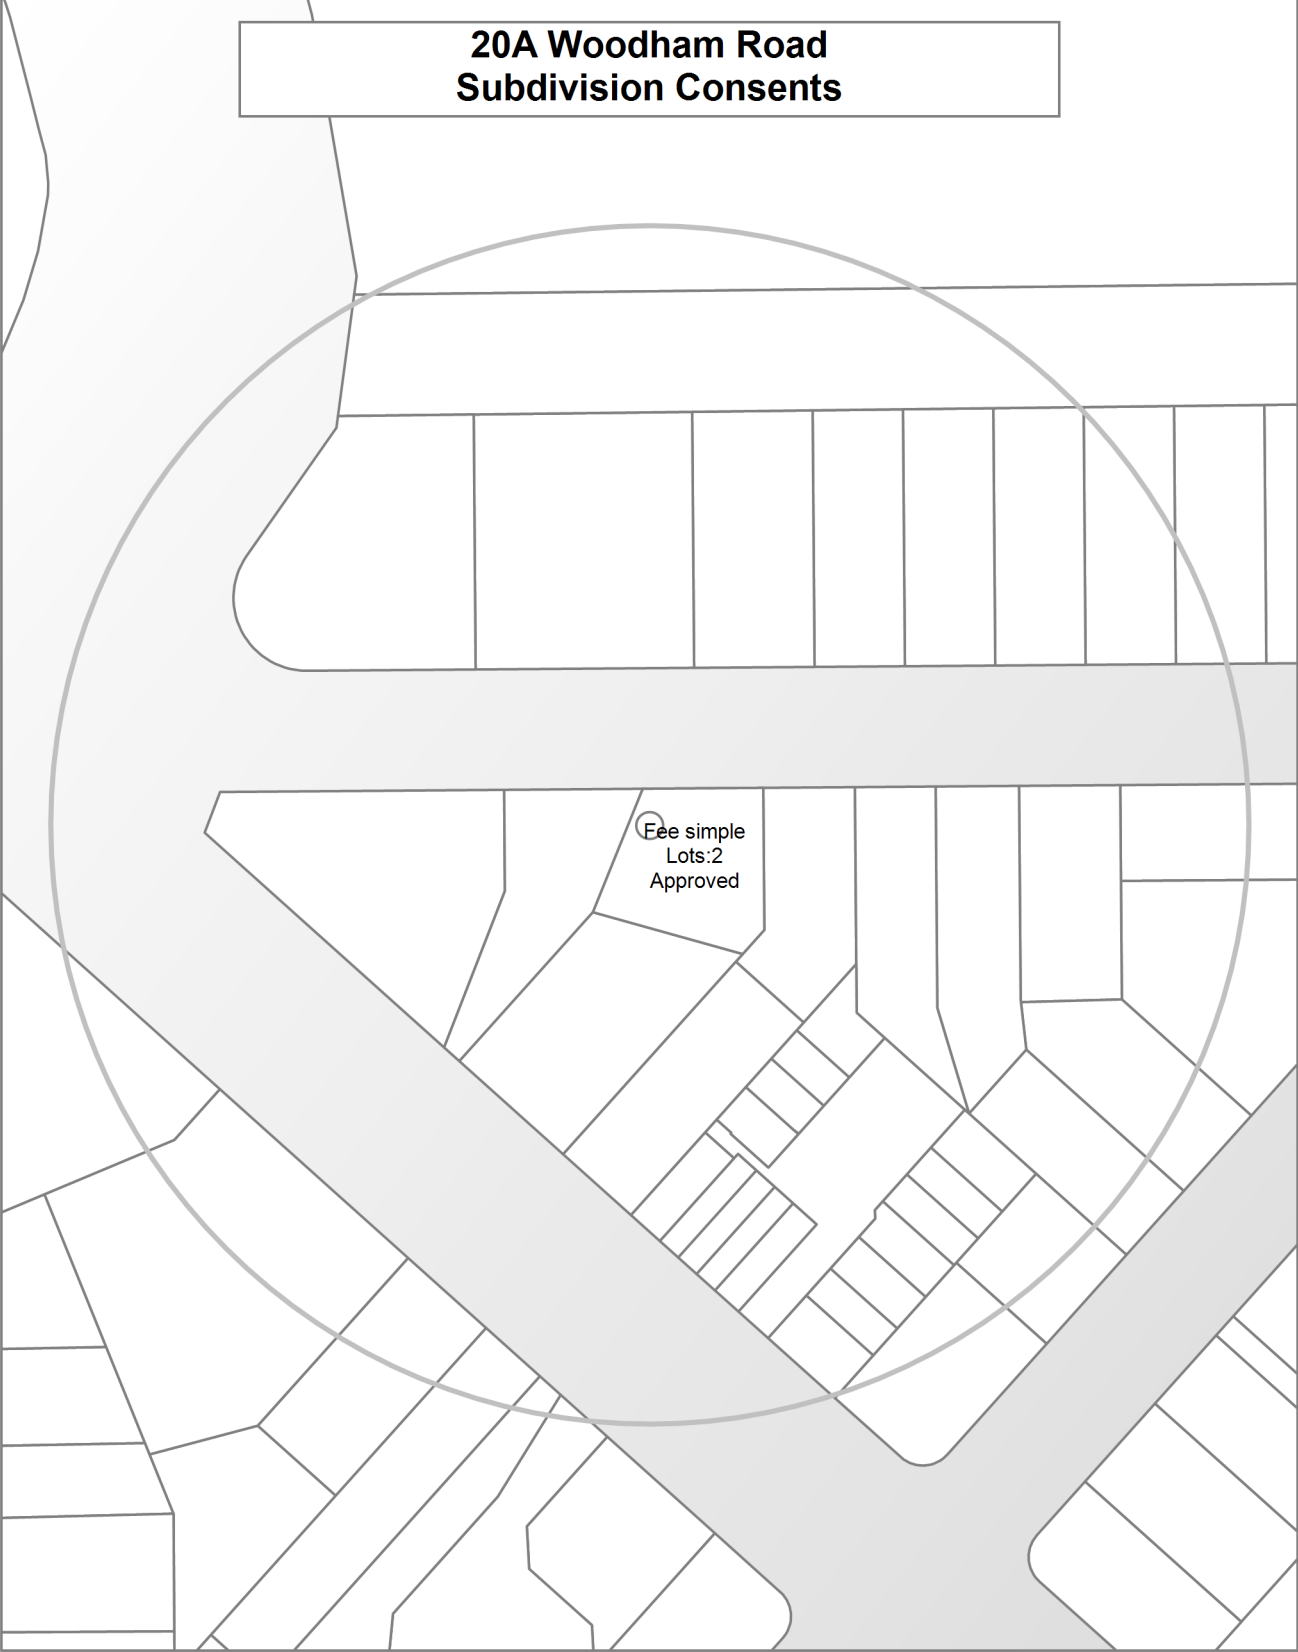 20A Woodham Road
Subdivision Consents
Fee simple
Lots:2
Approved